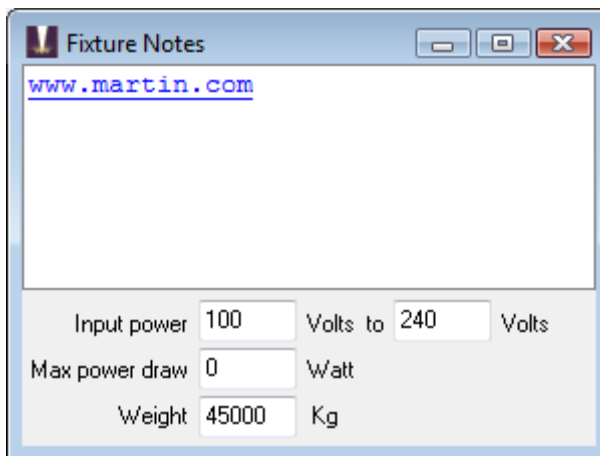 Fixture Notes
www.martin.com
Input power 100 Volts to 240 Volts
Max power draw 0 Watt
Weight 45000 Kg